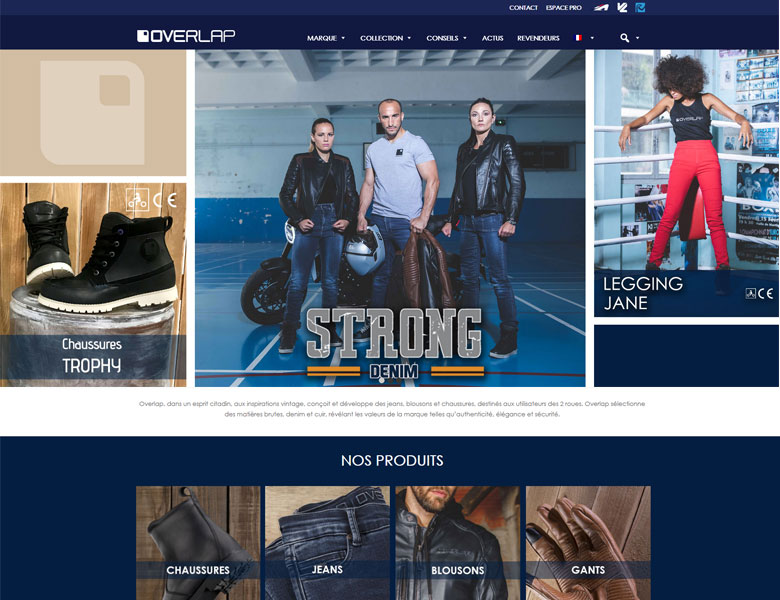 CONTACT ESPACE PRO
OVERLAP
MARQUE COLLECTION CONSEILS ACTUS REVENDEURS
CE
Chaussures
TROPHY
STRONG
DENIM
OVERLAP
LEGGING
JANE
CE
Overlap, dans un esprit citadin, aux inspirations vintage, conçoit et développe des jeans, blousons et chaussures, destinés aux utilisateurs des 2 roues. Overlap sélectionne
des matières brutes, denim et cuir, révélant les valeurs de la marque telles qu'authenticité, élégance et sécurité.
NOS PRODUITS
CHAUSSURES
JEANS
BLOUSONS
GANTS